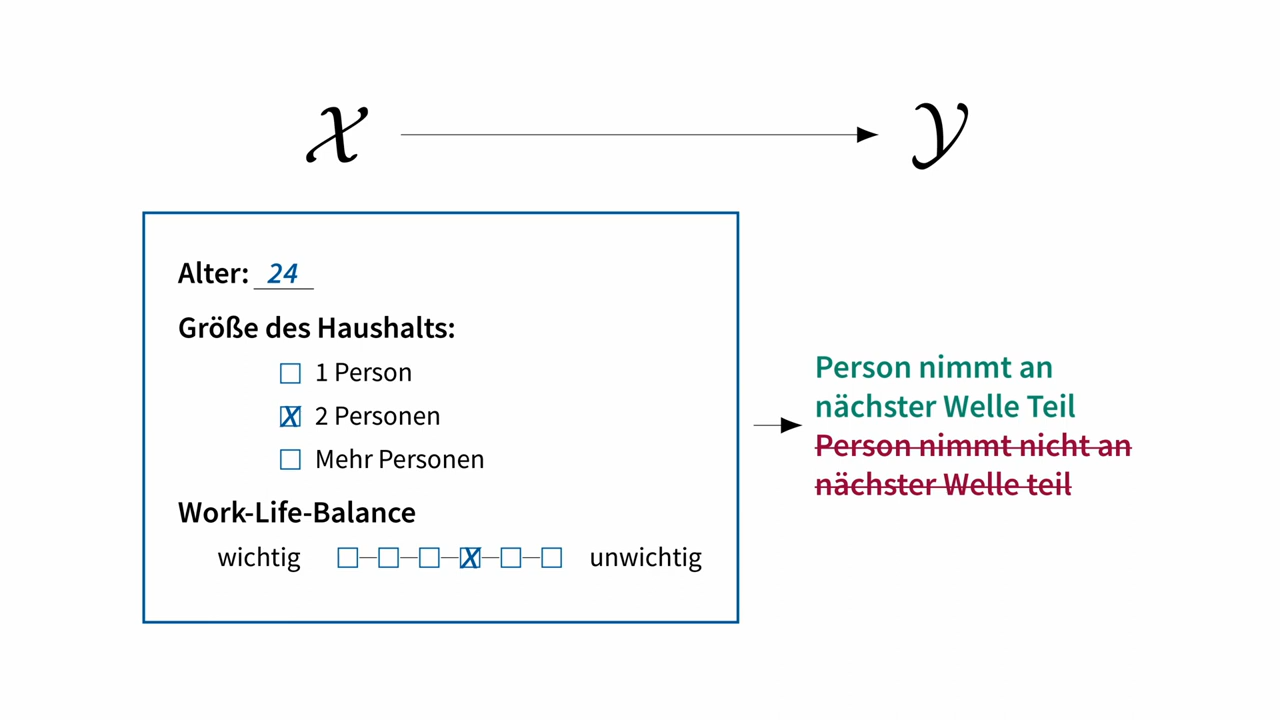 𝒳 𝒴
Alter: 24
Größe des Haushalts:
1 Person
X 2 Personen
Mehr Personen
Work-Life-Balance
wichtig X unwichtig
Person nimmt an
nächster Welle Teil
Person nimmt nicht an
nächster Welle teil